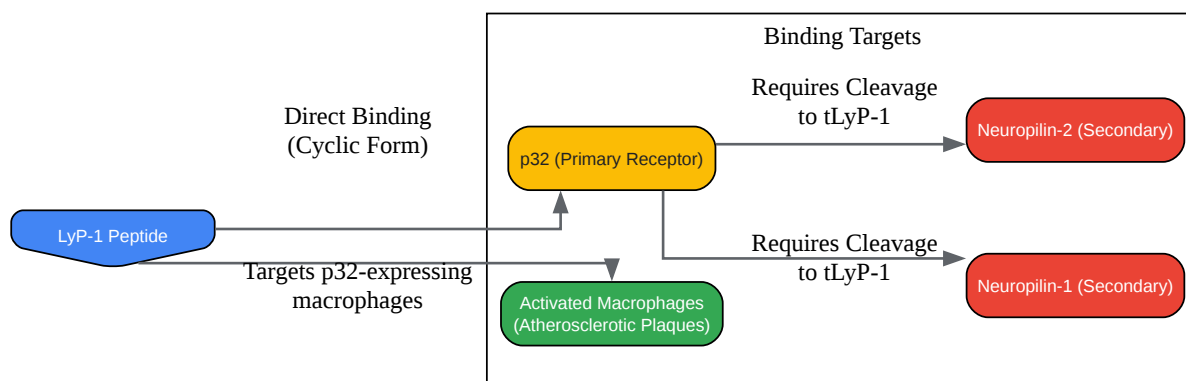 Binding Targets
Direct Binding
(Cyclic Form)
Requires Cleavage
to tLyP-1
Neuropilin-2 (Secondary)
p32 (Primary Receptor)
LyP-1 Peptide
Targets p32-expressing
macrophages
Requires Cleavage
to tLyP-1
Neuropilin-1 (Secondary)
Activated Macrophages
(Atherosclerotic Plaques)